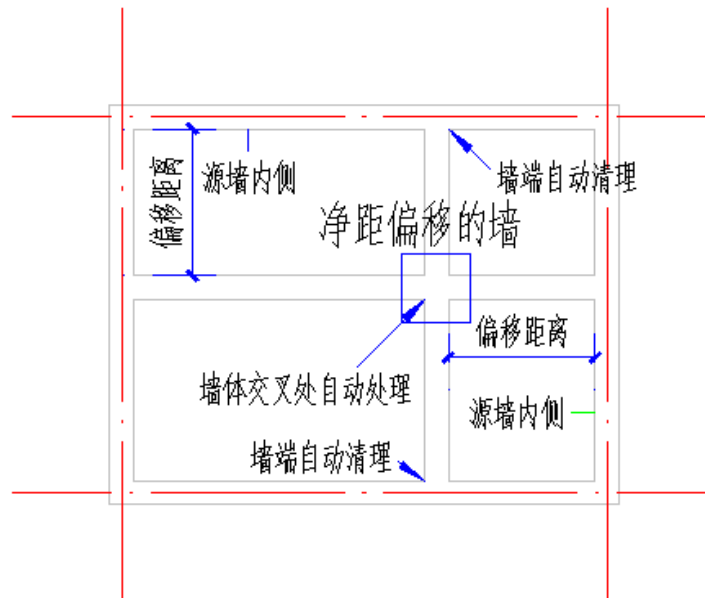 偏移距离
源墙内侧
墙端自动清理
净距偏移的墙
偏移距离
墙体交叉处自动处理
源墙内侧
墙端自动清理